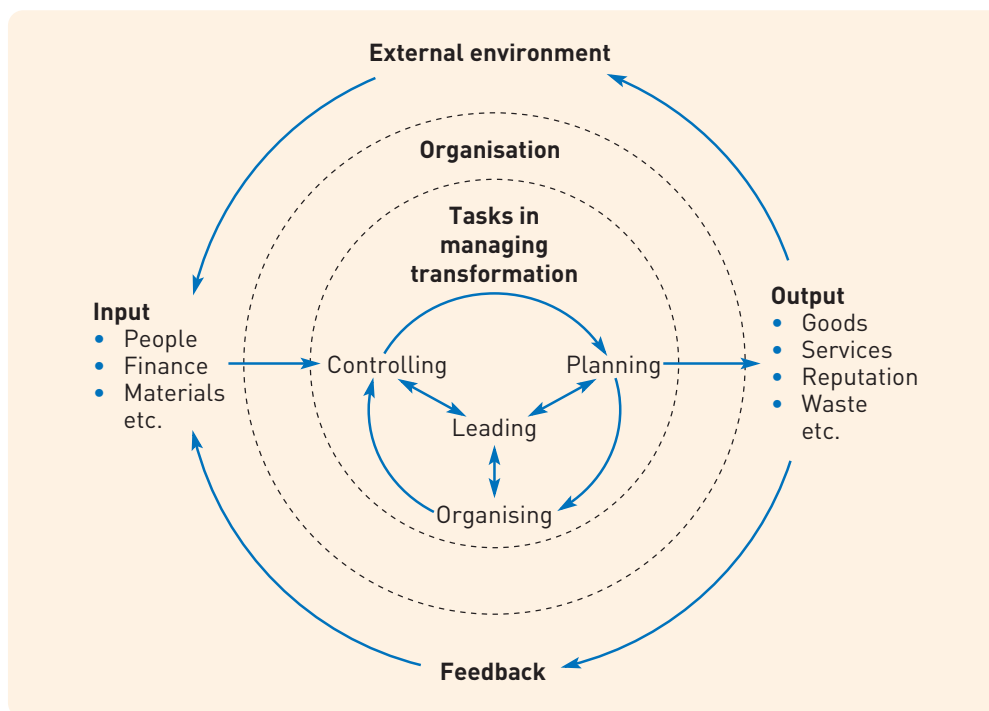 External environment
Organisation
Tasks in
managing
transformation
Input
• People
• Finance
• Materials
etc.
Controlling
Planning
Leading
Organising
Output
• Goods
• Services
• Reputation
• Waste
etc.
Feedback